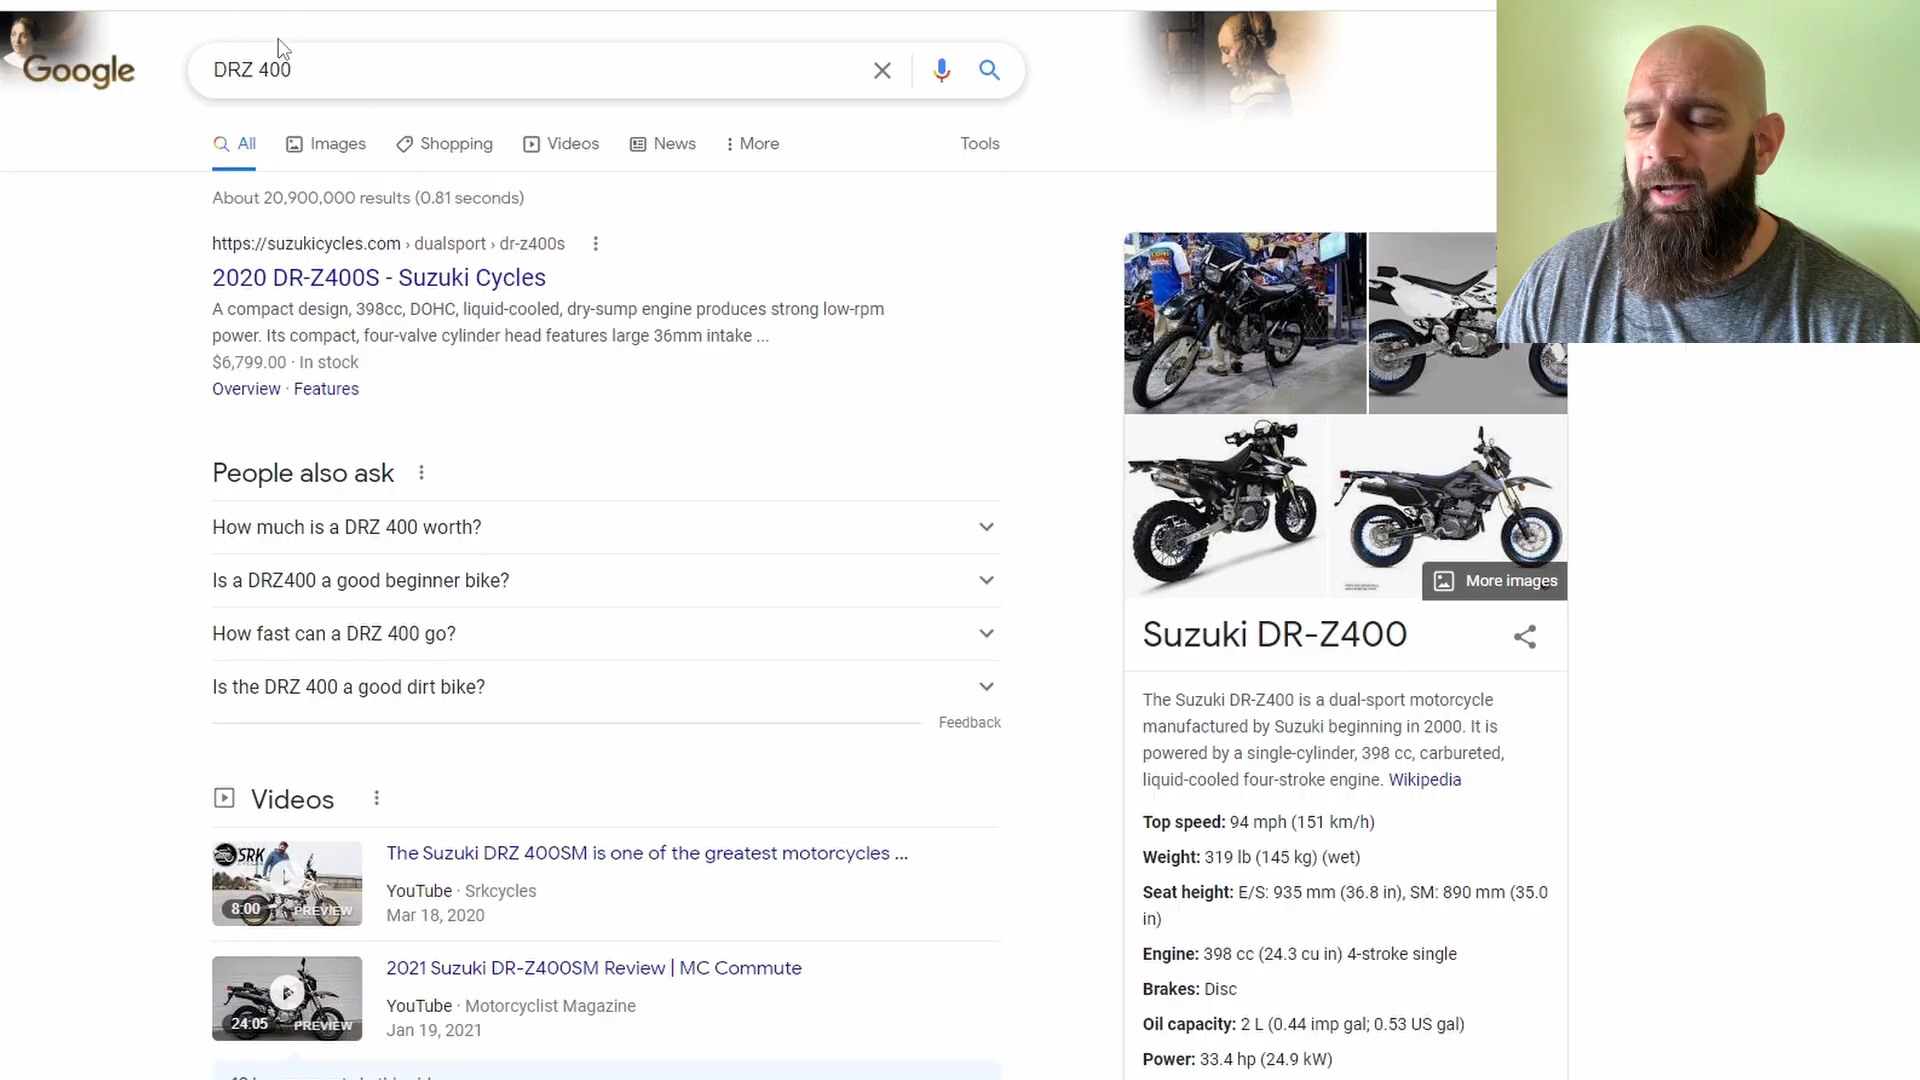 Google
DRZ 400
All
Images
Shopping
Videos
News
More
Tools
About 20,900,000 results (0.81 seconds)
https://suzukicycles.com › dualsport › dr-z400s
2020 DR-Z400S - Suzuki Cycles
A compact design, 398cc, DOHC, liquid-cooled, dry-sump engine produces strong low-rpm
power. Its compact, four-valve cylinder head features large 36mm intake ...
$6,799.00 · In stock
Overview · Features
People also ask
How much is a DRZ 400 worth?
Is a DRZ400 a good beginner bike?
How fast can a DRZ 400 go?
Is the DRZ 400 a good dirt bike?
Feedback
Videos
SRK
8:00 PREVIEW
The Suzuki DRZ 400SM is one of the greatest motorcycles ...
YouTube · Srkcycles
Mar 18, 2020
24:05 PREVIEW
2021 Suzuki DR-Z400SM Review | MC Commute
YouTube · Motorcyclist Magazine
Jan 19, 2021
More images
Suzuki DR-Z400
The Suzuki DR-Z400 is a dual-sport motorcycle
manufactured by Suzuki beginning in 2000. It is
powered by a single-cylinder, 398 cc, carbureted,
liquid-cooled four-stroke engine. Wikipedia
Top speed: 94 mph (151 km/h)
Weight: 319 lb (145 kg) (wet)
Seat height: E/S: 935 mm (36.8 in), SM: 890 mm (35.0
in)
Engine: 398 cc (24.3 cu in) 4-stroke single
Brakes: Disc
Oil capacity: 2 L (0.44 imp gal; 0.53 US gal)
Power: 33.4 hp (24.9 kW)